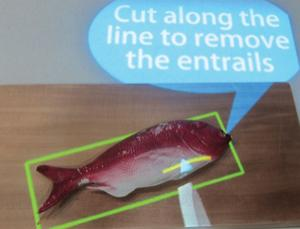 Cut along the
line to remove
the entrails